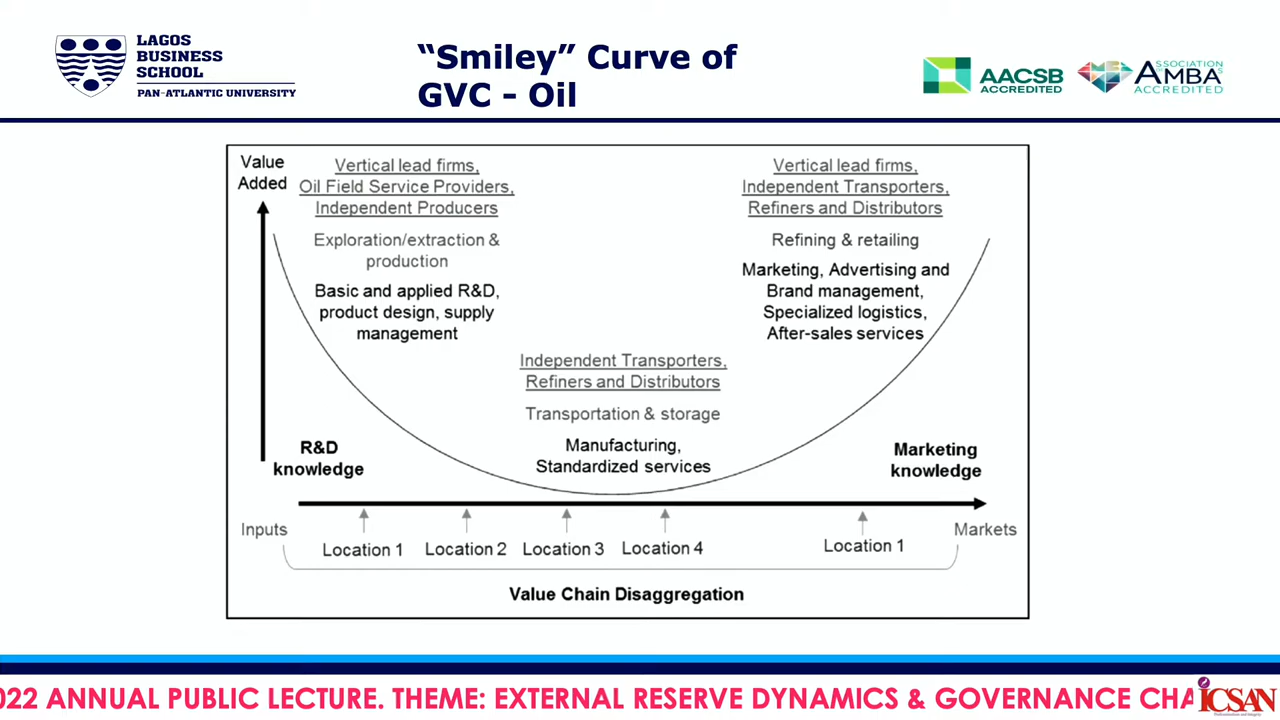 LAGOS
BUSINESS
SCHOOL
PAN-ATLANTIC UNIVERSITY
“Smiley” Curve of
GVC - Oil
AACSB
ACCREDITED
ASSOCIATION
AMBA
ACCREDITED
Value
Added
Vertical lead firms,
Oil Field Service Providers,
Independent Producers
Exploration/extraction &
production
Basic and applied R&D,
product design, supply
management
Vertical lead firms,
Independent Transporters,
Refiners and Distributors
Refining & retailing
Marketing, Advertising and
Brand management,
Specialized logistics,
After-sales services
Independent Transporters,
Refiners and Distributors
Transportation & storage
Manufacturing,
Standardized services
R&D
knowledge
Marketing
knowledge
Inputs
Markets
Location 1
Location 2
Location 3
Location 4
Location 1
Value Chain Disaggregation
022 ANNUAL PUBLIC LECTURE. THEME: EXTERNAL RESERVE DYNAMICS & GOVERNANCE CHA
ICSAN